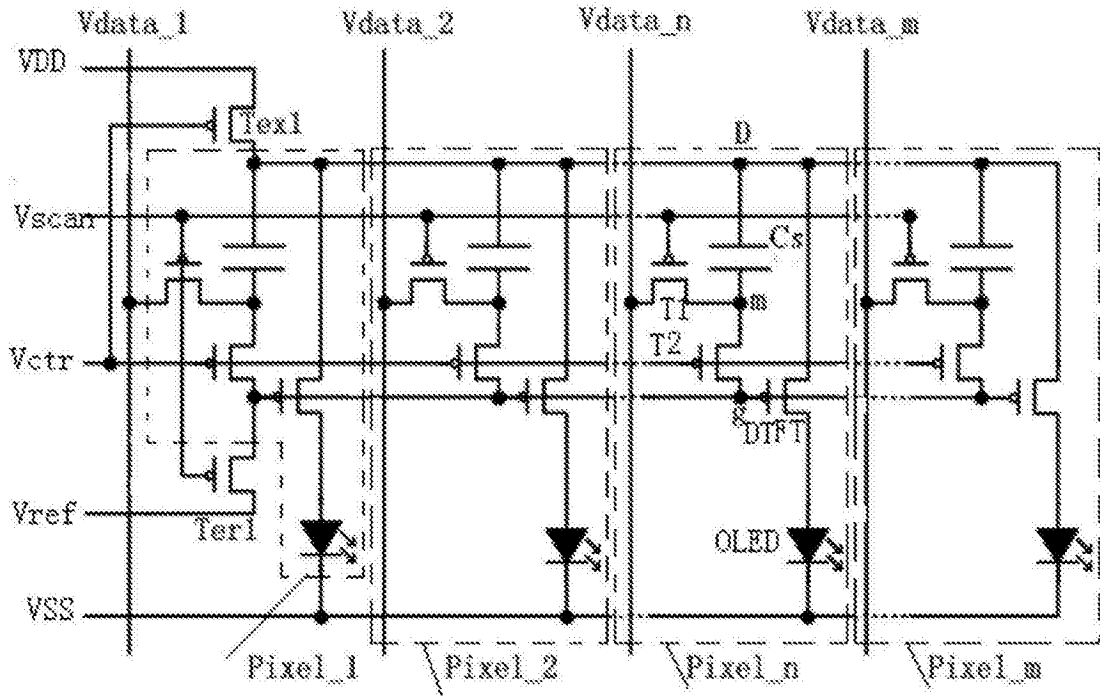 Vdata_1 Vdata_2 Vdata_n Vdata_m
VDD
Tex1
D
Vscan
Cs
T1 m
Vctr
T2
g
DTFT
Vref
Ter1
OLED
VSS
Pixel_1 Pixel_2 Pixel_n Pixel_m